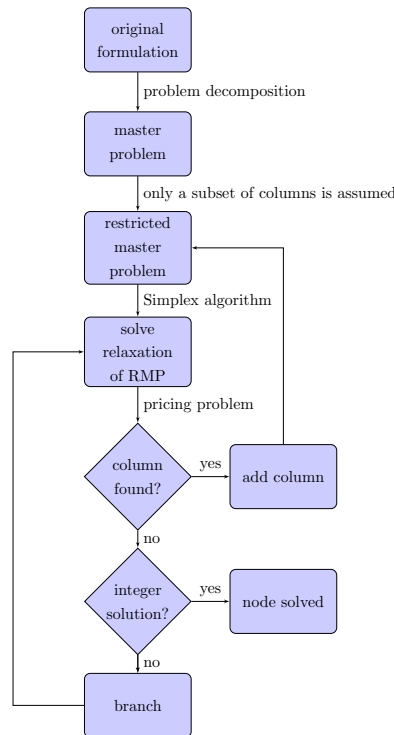 original
formulation
problem decomposition
master
problem
only a subset of columns is assumed
restricted
master
problem
Simplex algorithm
solve
relaxation
of RMP
pricing problem
column
found?
yes
add column
no
integer
solution?
yes
node solved
no
branch